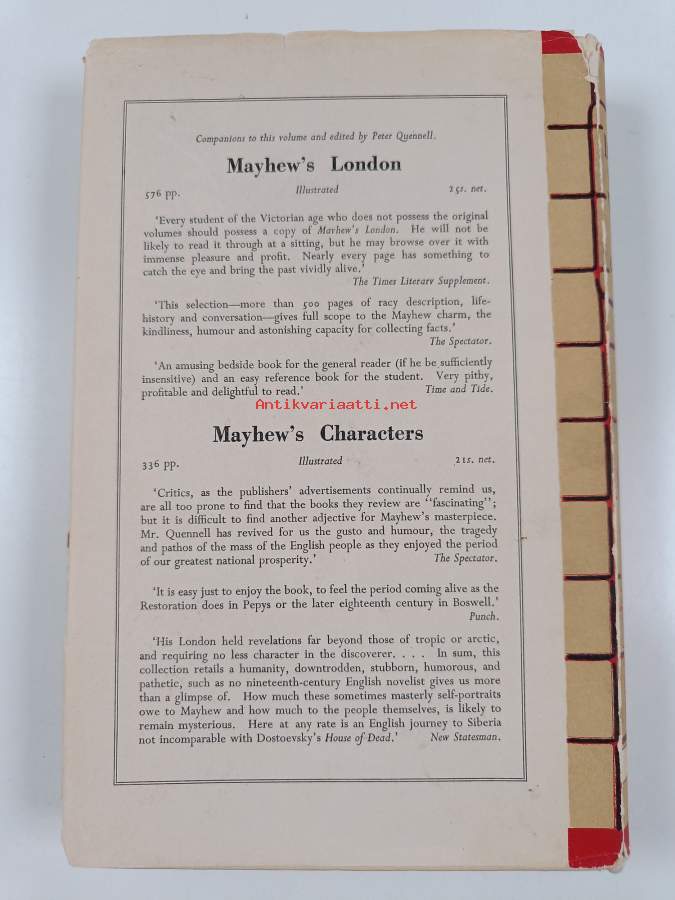 Companions to this volume and edited by Peter Quennell.
Mayhew's London
576 pp. Illustrated 25s. net.
'Every student of the Victorian age who does not possess the original
volumes should possess a copy of Mayhew's London. He will not be
likely to read it through at a sitting, but he may browse over it with
immense pleasure and profit. Nearly every page has something to
catch the eye and bring the past vividly alive.'
The Times Literary Supplement.
'This selection—more than 500 pages of racy description, life-
history and conversation—gives full scope to the Mayhew charm, the
kindliness, humour and astonishing capacity for collecting facts.'
The Spectator.
'An amusing bedside book for the general reader (if he be sufficiently
insensitive) and an easy reference book for the student. Very pithy,
profitable and delightful to read.' Time and Tide.
Antikvariaatti.net
Mayhew's Characters
336 pp. Illustrated 21s. net.
'Critics, as the publishers' advertisements continually remind us,
are all too prone to find that the books they review are "fascinating";
but it is difficult to find another adjective for Mayhew's masterpiece.
Mr. Quennell has revived for us the gusto and humour, the tragedy
and pathos of the mass of the English people as they enjoyed the period
of our greatest national prosperity.' The Spectator.
'It is easy just to enjoy the book, to feel the period coming alive as the
Restoration does in Pepys or the later eighteenth century in Boswell.'
Punch.
'His London held revelations far beyond those of tropic or arctic,
and requiring no less character in the discoverer. . . . In sum, this
collection retails a humanity, downtrodden, stubborn, humorous, and
pathetic, such as no nineteenth-century English novelist gives us more
than a glimpse of. How much these sometimes masterly self-portraits
owe to Mayhew and how much to the people themselves, is likely to
remain mysterious. Here at any rate is an English journey to Siberia
not incomparable with Dostoevsky's House of Dead.' New Statesman.